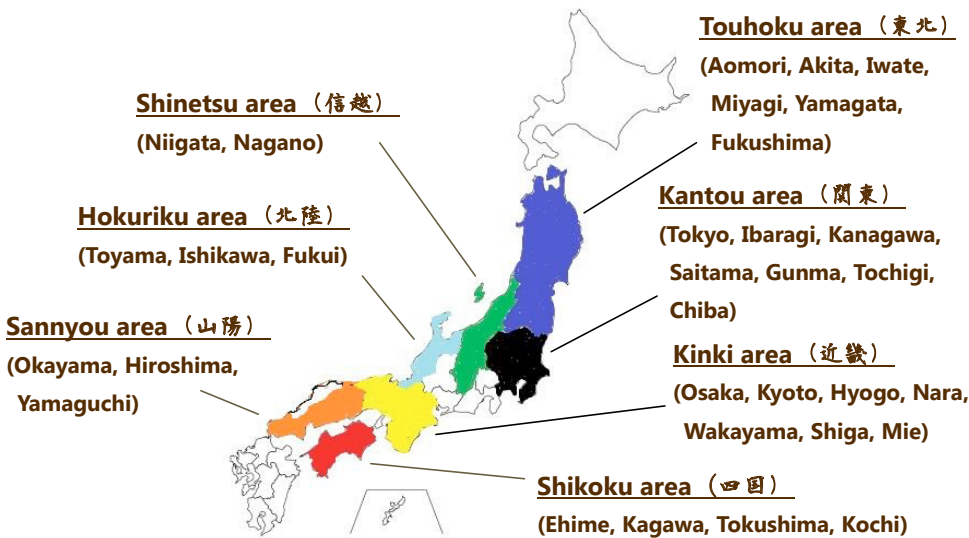 Touhoku area （東北）
(Aomori, Akita, Iwate,
Miyagi, Yamagata,
Fukushima)
Shinetsu area （信越）
(Niigata, Nagano)
Kantou area （関東）
(Tokyo, Ibaragi, Kanagawa,
Saitama, Gunma, Tochigi,
Chiba)
Hokuriku area （北陸）
(Toyama, Ishikawa, Fukui)
Sannyou area （山陽）
(Okayama, Hiroshima,
Yamaguchi)
Kinki area （近畿）
(Osaka, Kyoto, Hyogo, Nara,
Wakayama, Shiga, Mie)
Shikoku area （四国）
(Ehime, Kagawa, Tokushima, Kochi)